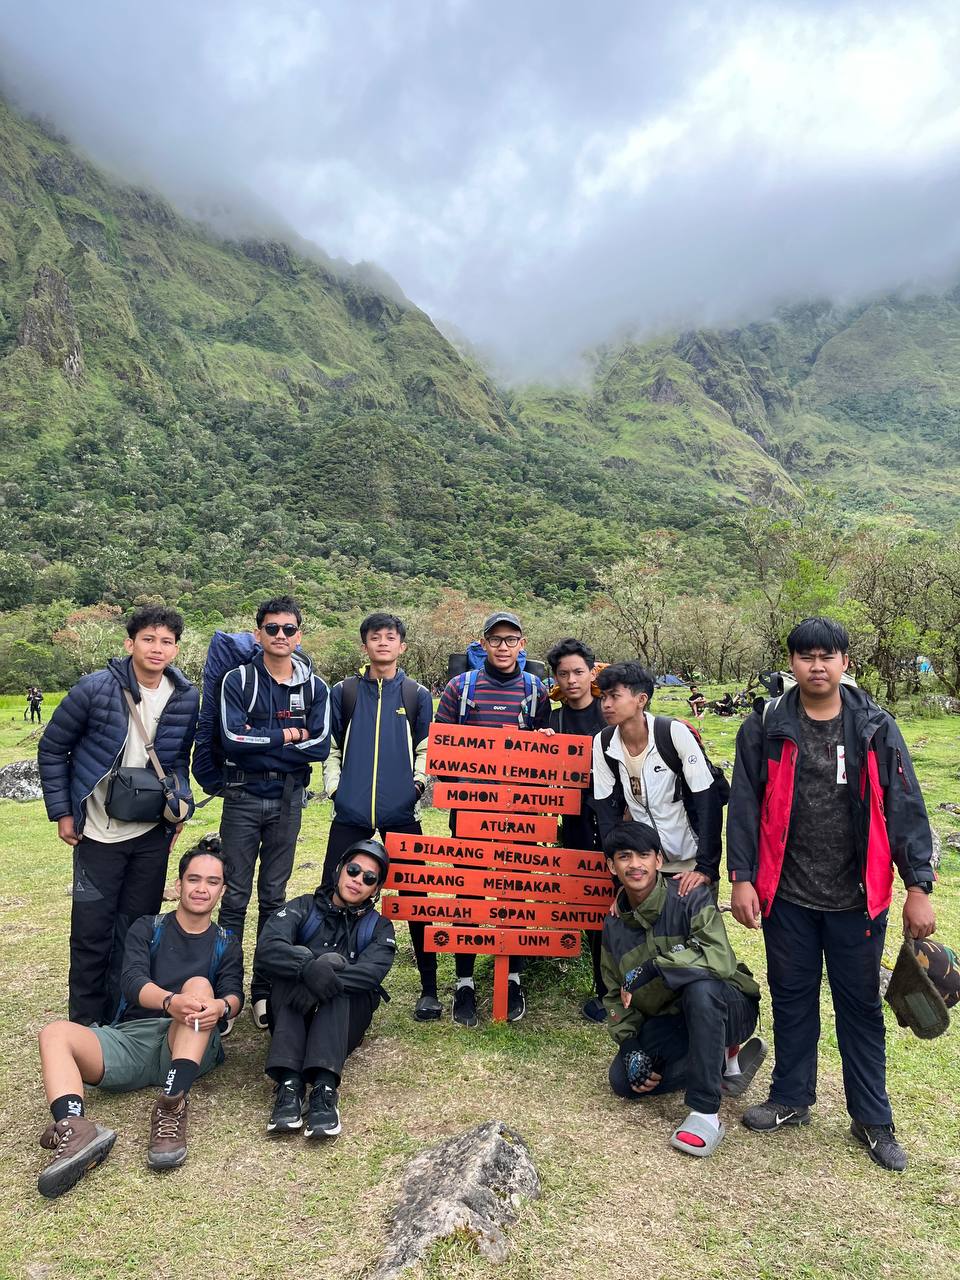 SELAMAT DATANG DI
KAWASAN LEMBAH LOE
MOHON PATUHI
ATURAN
1 DILARANG MERUSAK ALA
DILARANG MEMBAKAR SAM
3 JAGALAH SOPAN SANTUN
FROM UNM